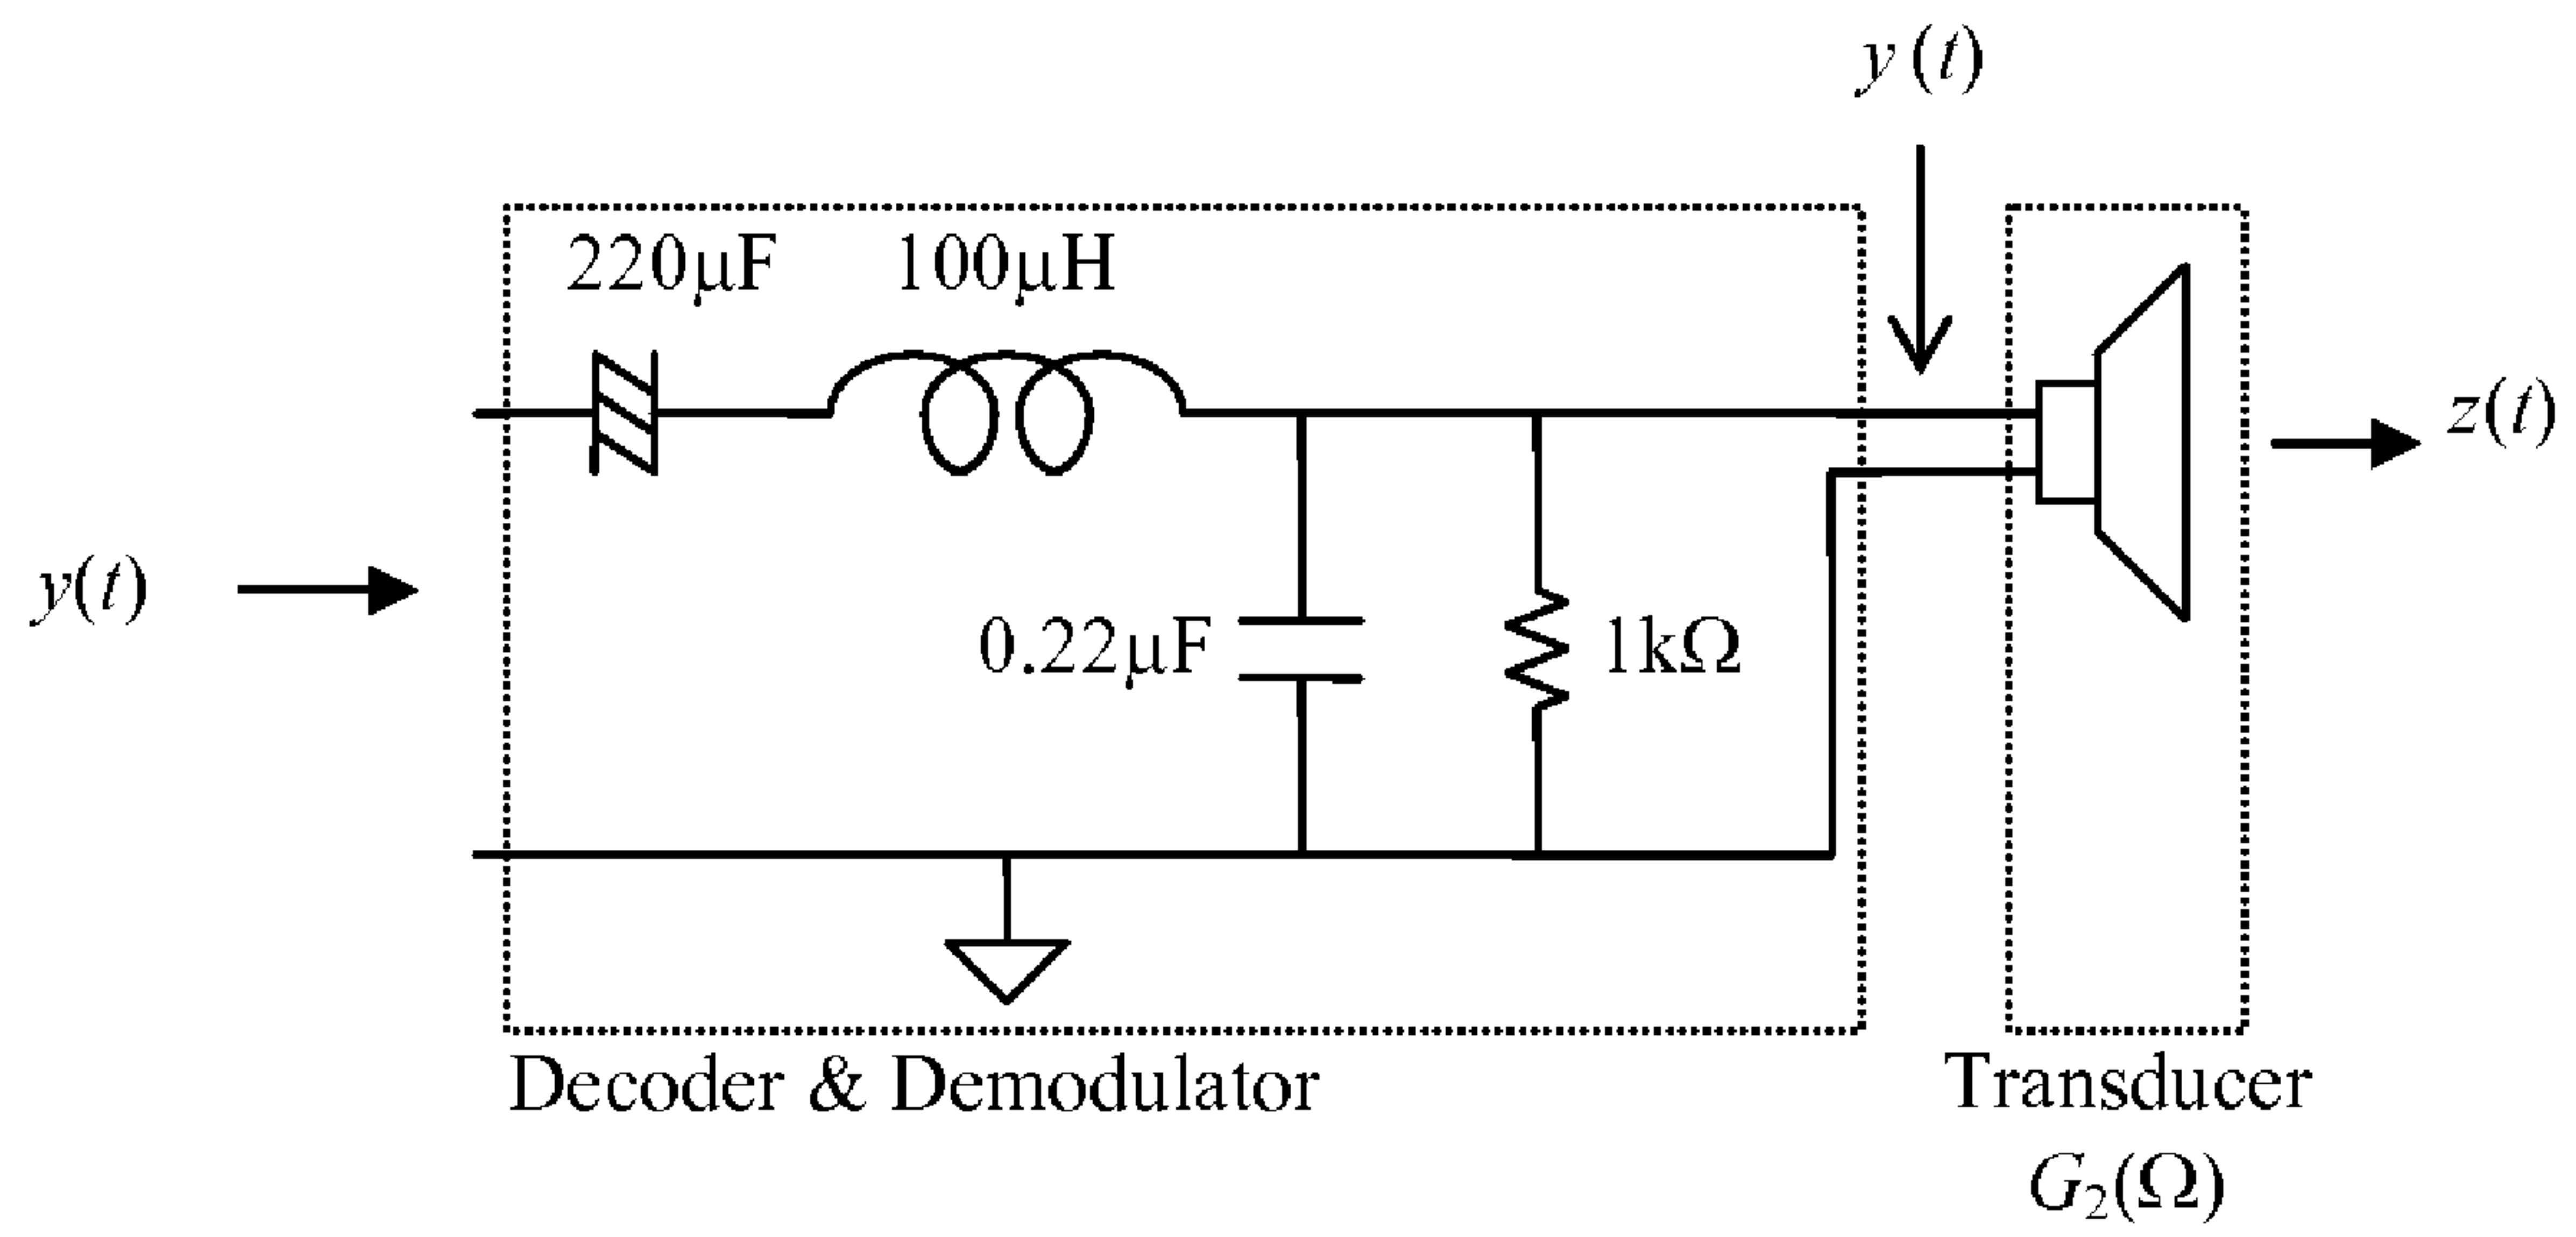 y (t)
220μF
100μH
z(t)
y(t)
0.22μF
1kΩ
Decoder & Demodulator
Transducer
G₂(Ω)